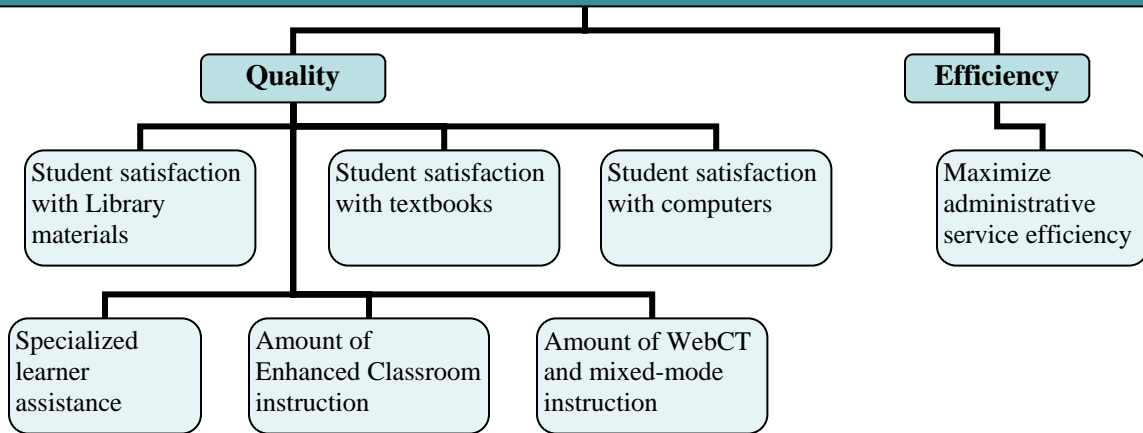 Quality
Efficiency
Student satisfaction
with Library
materials
Student satisfaction
with textbooks
Student satisfaction
with computers
Maximize
administrative
service efficiency
Specialized
learner
assistance
Amount of
Enhanced Classroom
instruction
Amount of WebCT
and mixed-mode
instruction